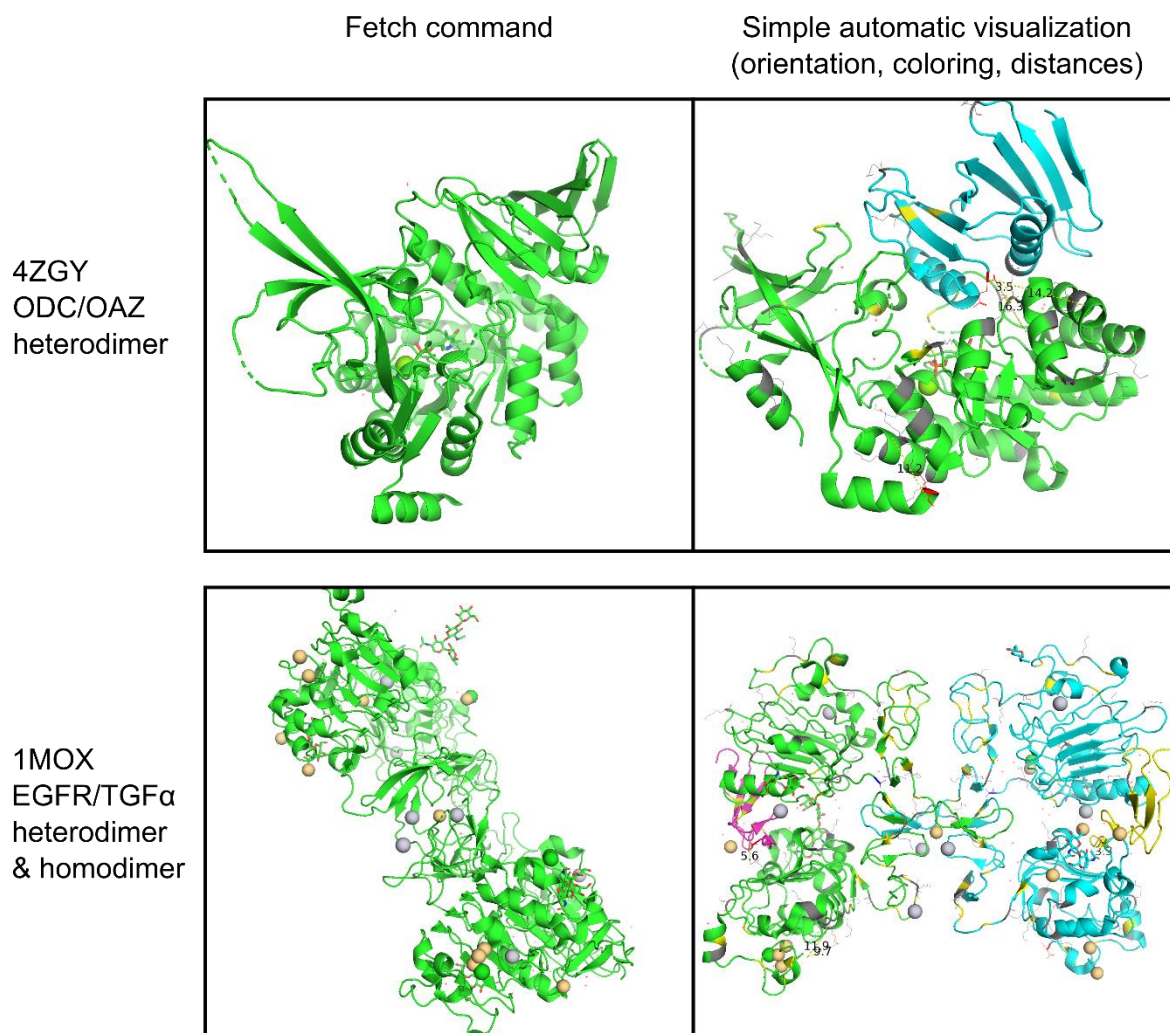 Fetch command
Simple automatic visualization
(orientation, coloring, distances)
4ZGY
ODC/OAZ
heterodimer
3.5
14.2
16.3
11.2
1MOX
EGFR/TGFα
heterodimer
& homodimer
5.6
3.5
11.9
9.7